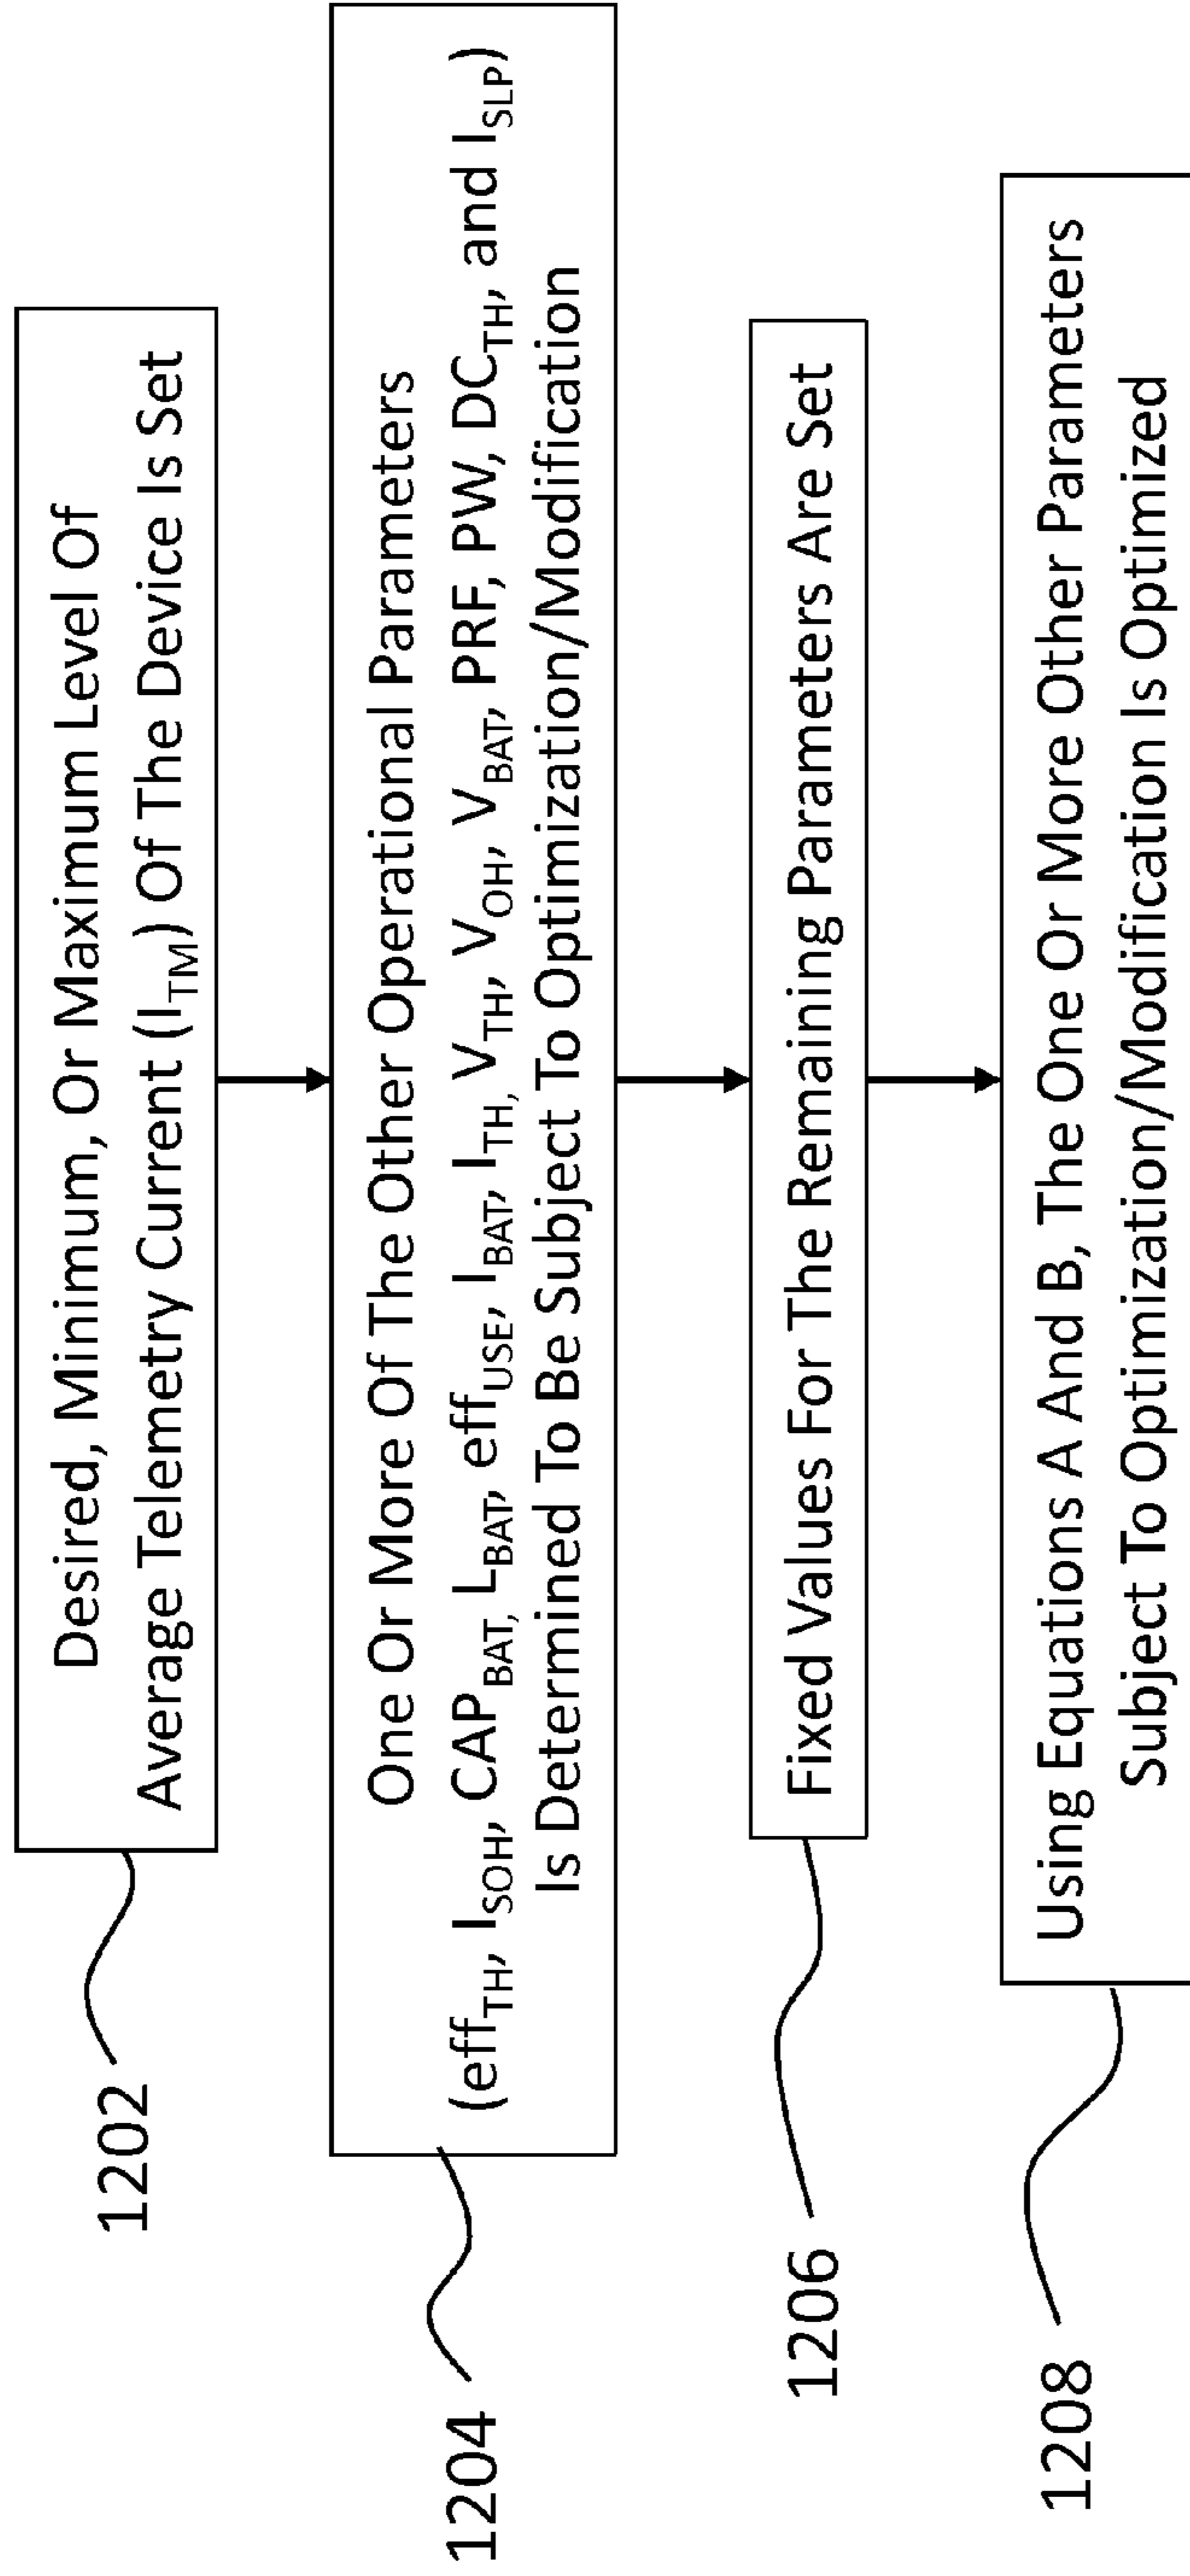 1202
Desired, Minimum, Or Maximum Level Of
Average Telemetry Current (I_TM) Of The Device Is Set
1204
One Or More Of The Other Operational Parameters
(eff_TH, I_SOH, CAP_BAT, L_BAT, eff_USE, I_BAT, I_TH, V_TH, V_OH, V_BAT, PRF, PW, DC_TH, and I_SLP)
Is Determined To Be Subject To Optimization/Modification
1206
Fixed Values For The Remaining Parameters Are Set
1208
Using Equations A And B, The One Or More Other Parameters
Subject To Optimization/Modification Is Optimized